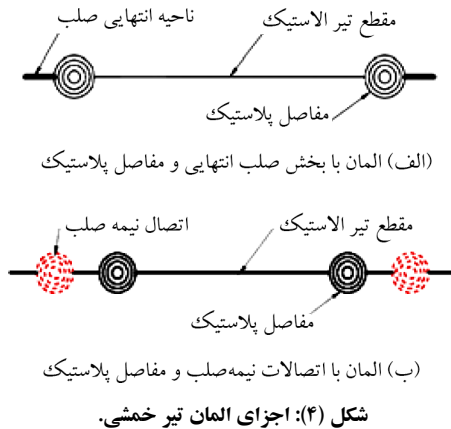 ناحیه انتهایی صلب
مقطع تیر الاستیک
مفاصل پلاستیک
(الف) المان با بخش صلب انتهایی و مفاصل پلاستیک
اتصال نیمه صلب
مقطع تیر الاستیک
مفاصل پلاستیک
(ب) المان با اتصالات نیمه‌صلب و مفاصل پلاستیک
شکل (۴): اجزای المان تیر خمشی.